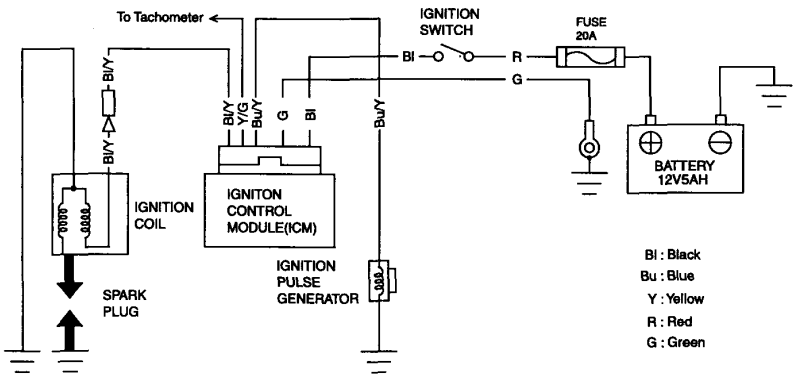 To Tachometer
IGNITION
SWITCH
FUSE
20A
Bl
R
G
Bl/Y
Bl/Y
Bl/Y
Y/G
Bu/Y
G
Bl
Bu/Y
BATTERY
12V5AH
IGNITION
COIL
IGNITON
CONTROL
MODULE(ICM)
IGNITION
PULSE
GENERATOR
SPARK
PLUG
Bl : Black
Bu : Blue
Y : Yellow
R : Red
G : Green